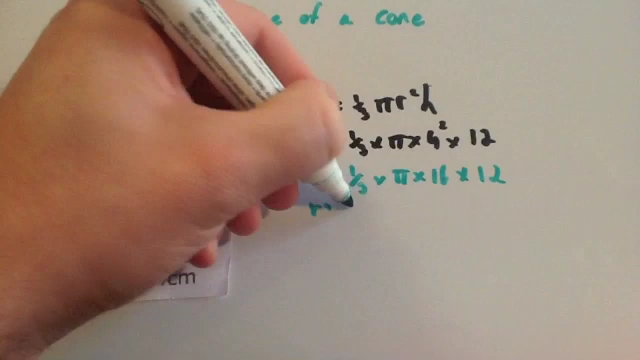 e of a cone
= 1/3 πr²h
1/3 × π × 4² × 12
1/3 × π × 16 × 12
cm